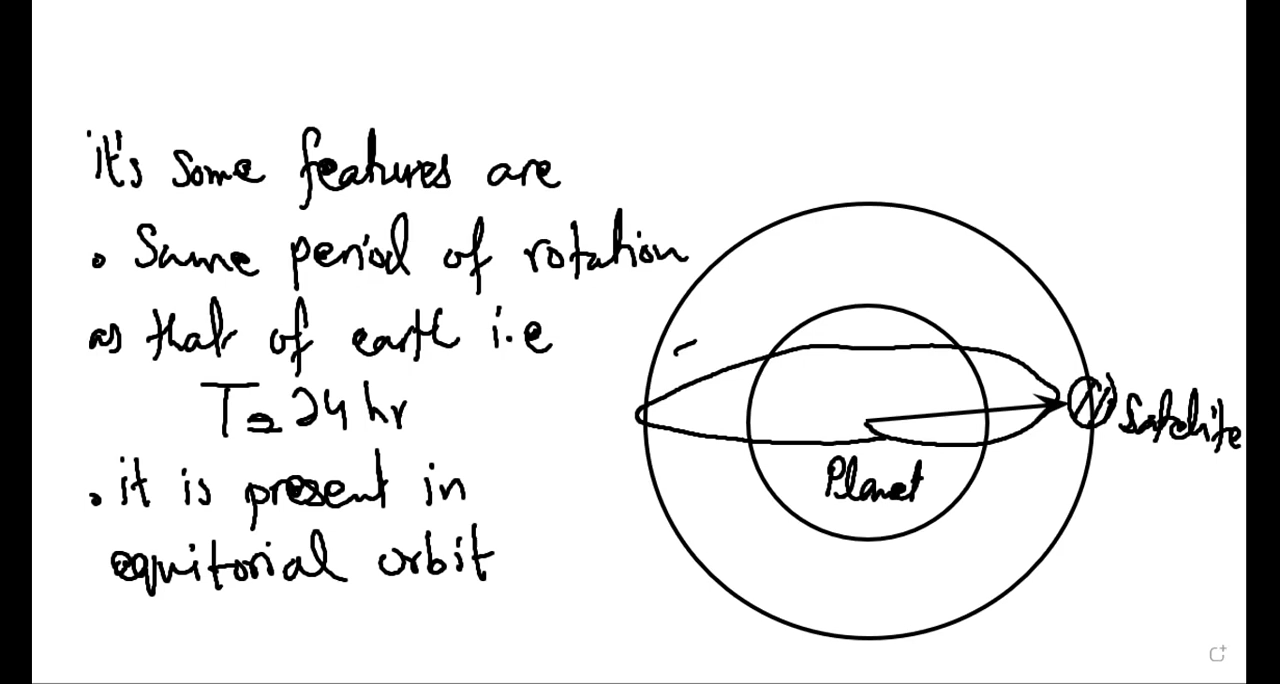 it's some features are
• Same period of rotation
as that of earth i.e
T = 24 hr
• it is present in
equitorial orbit
Satelite
Planet